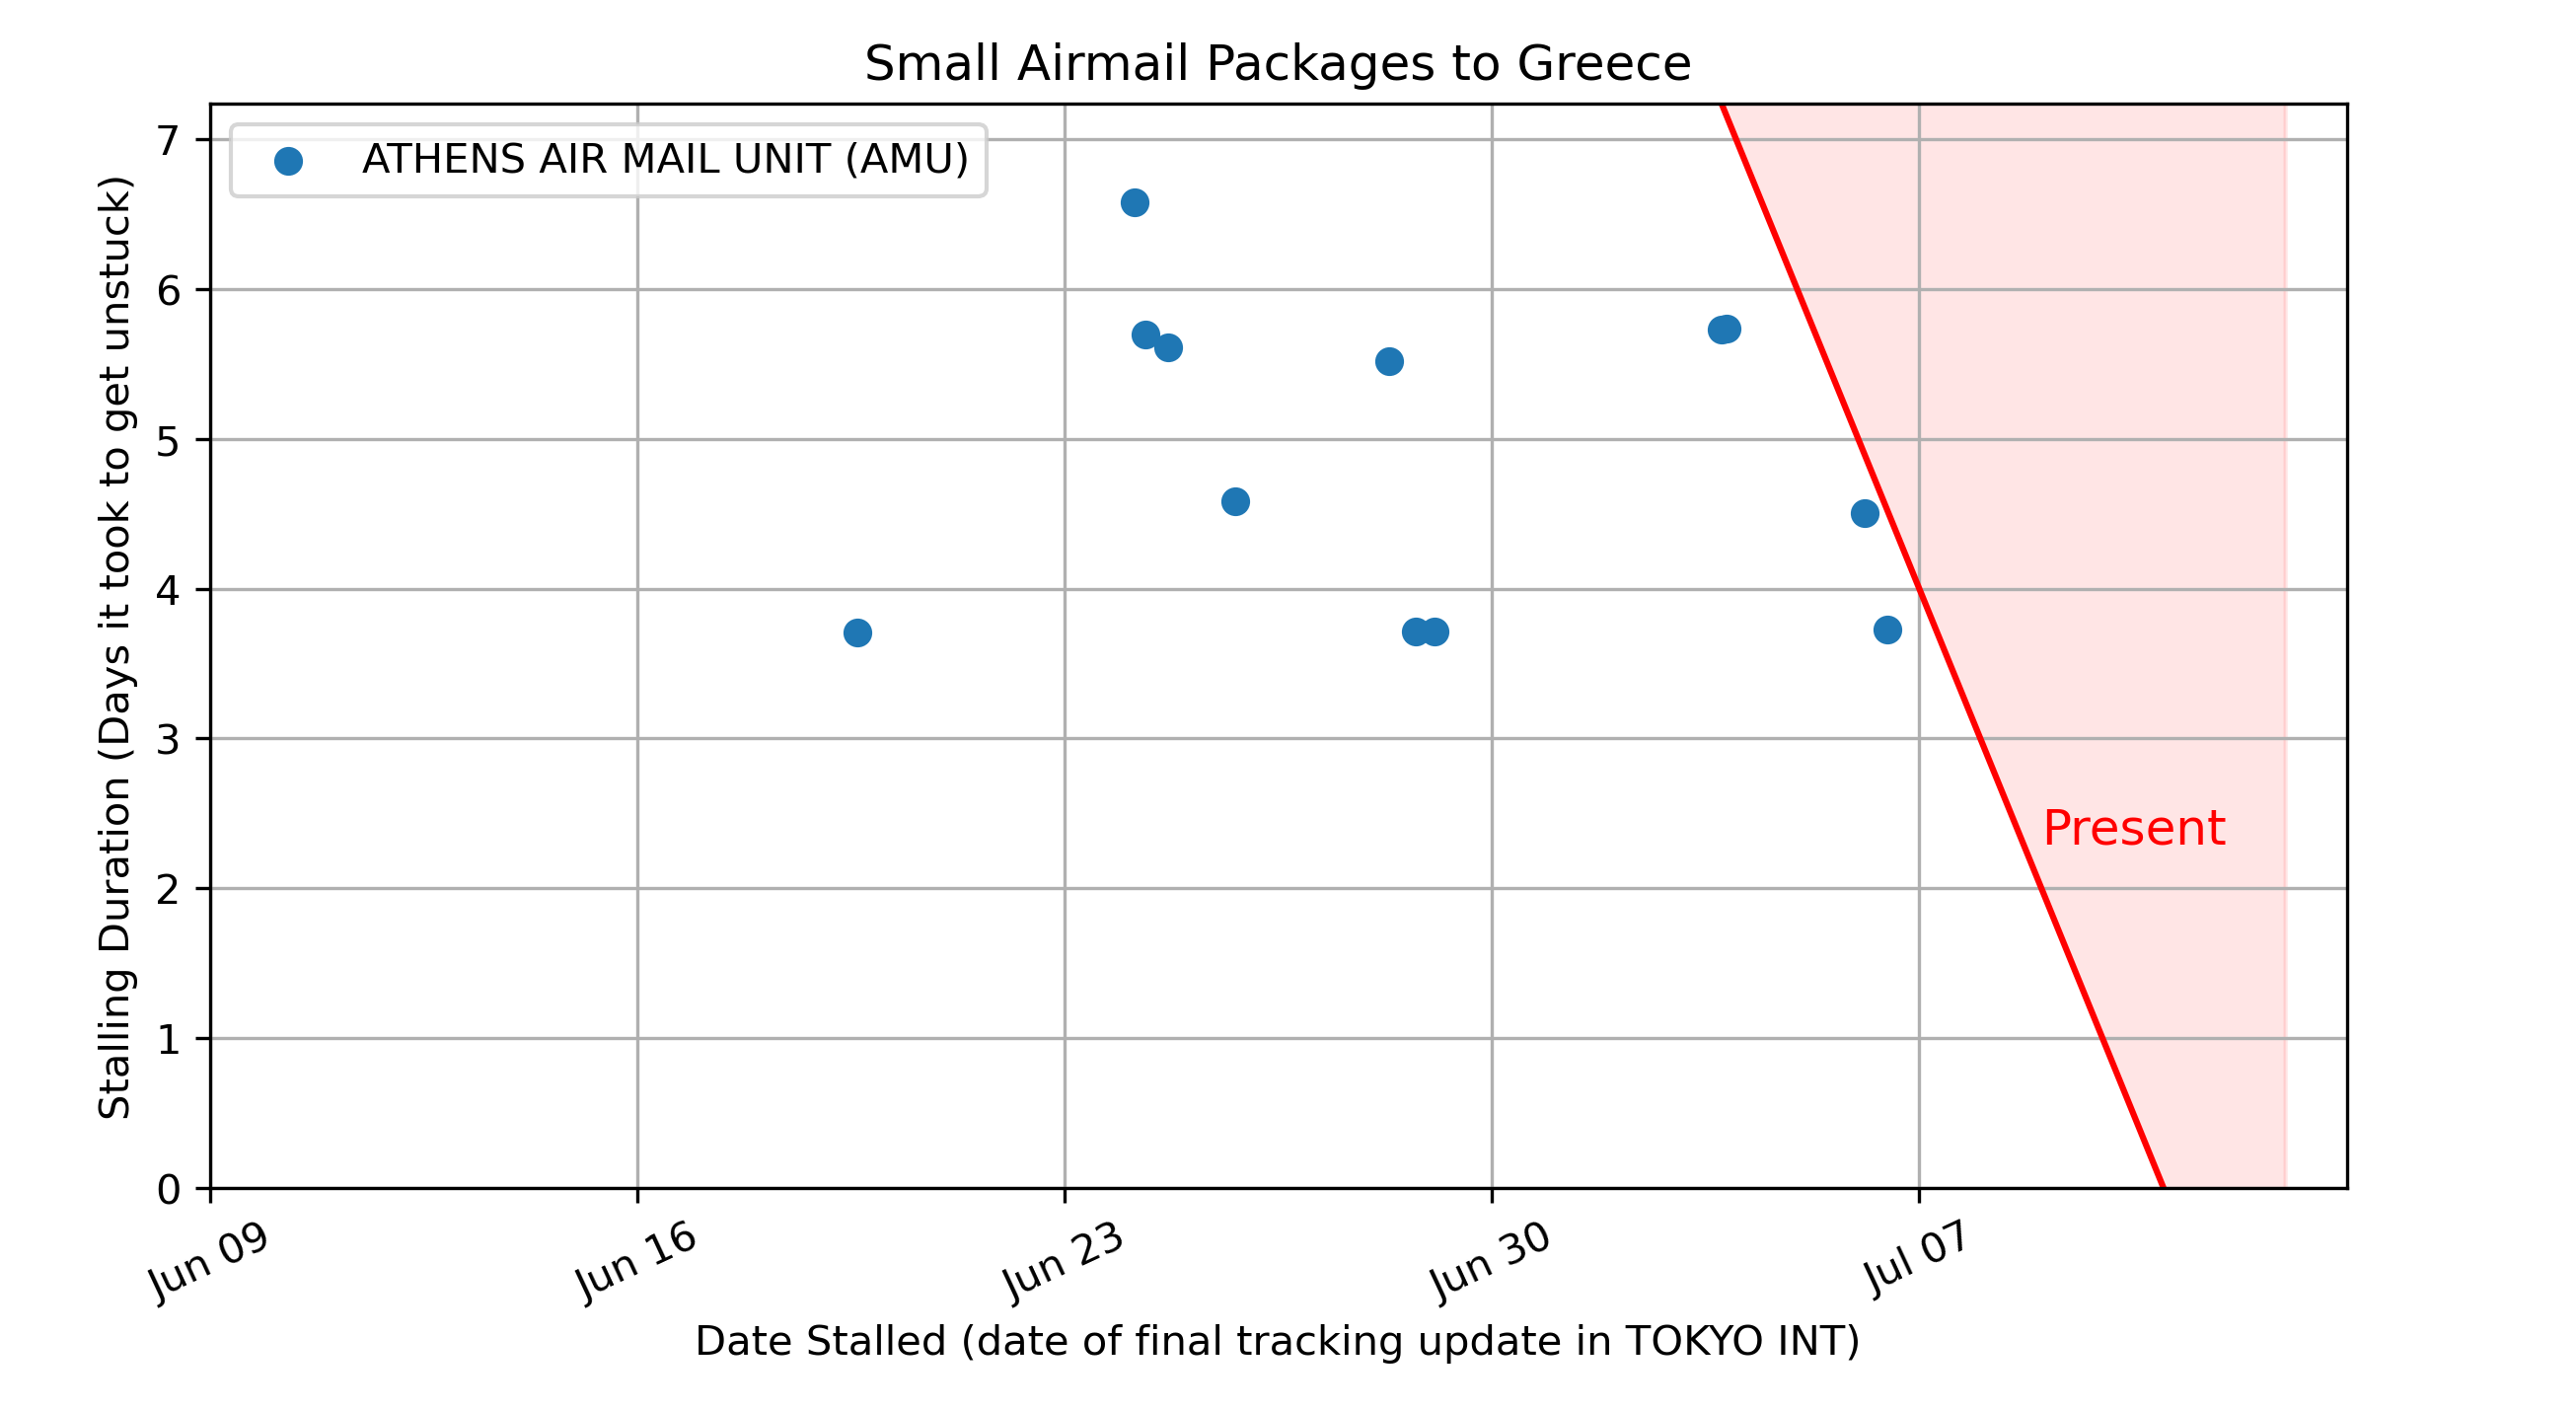 Small Airmail Packages to Greece
ATHENS AIR MAIL UNIT (AMU)
Stalling Duration (Days it took to get unstuck)
7
6
5
4
3
2
1
0
Present
Jun 09
Jun 16
Jun 23
Jun 30
Jul 07
Date Stalled (date of final tracking update in TOKYO INT)